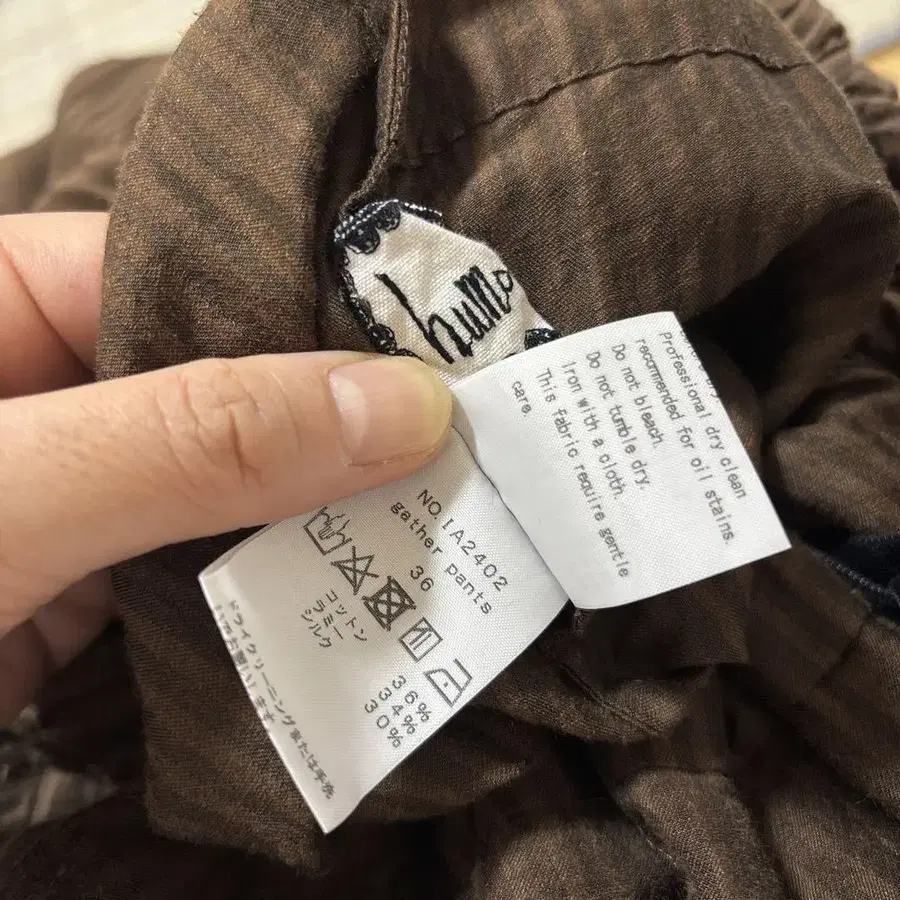 NO.IA2402
36
gather pants
コットン 36%
ラミー 34%
シルク 30%
ドライクリーニングまたは手洗
Professional dry clean
recommended for oil stains.
Do not bleach
Do not tumble dry.
Iron with a cloth.
This fabric require gentle
care.